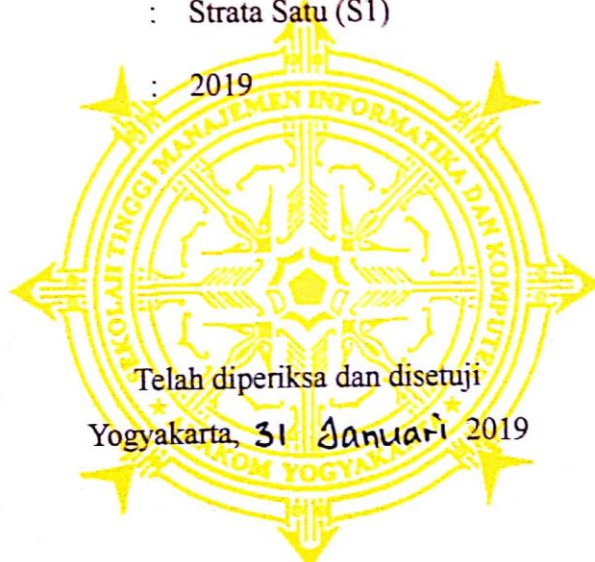 : Strata Satu (S1)
: 2019
SEKOLAH TINGGI MANAJEMEN INFORMATIKA DAN KOMPUTER
Telah diperiksa dan disetuji
Yogyakarta, 31 Januari 2019
AKAKOM YOGYAKARTA